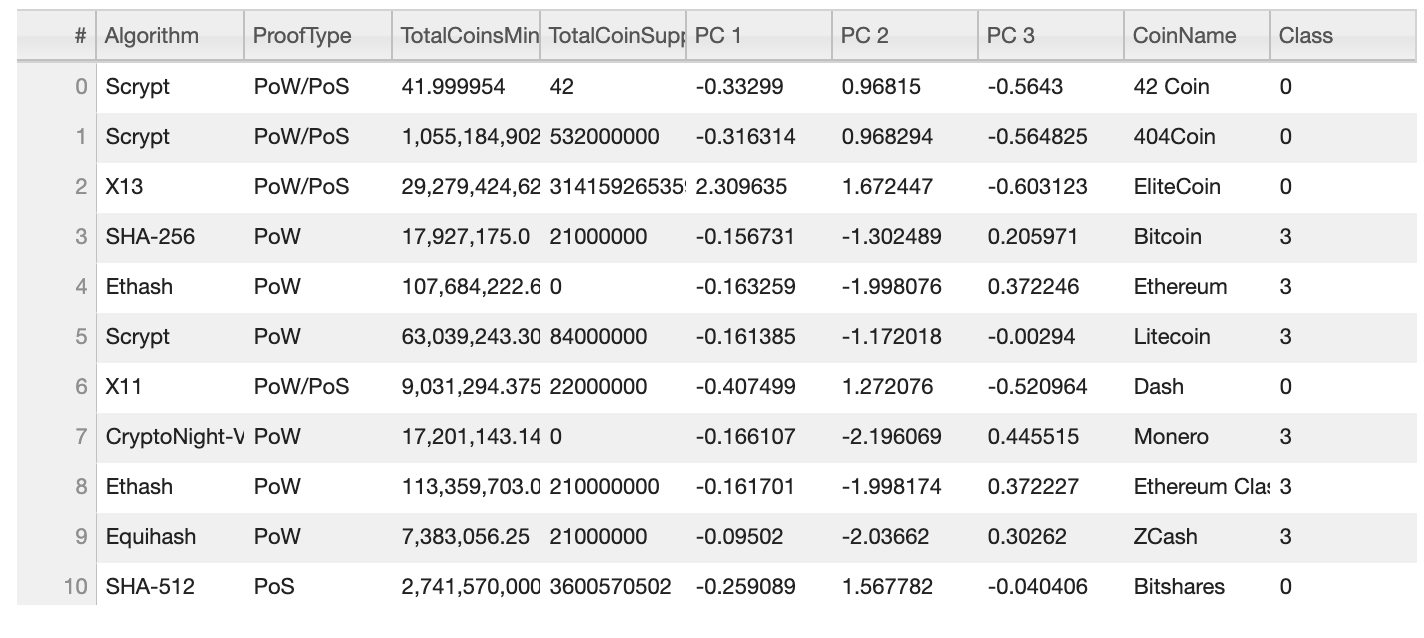 # Algorithm ProofType TotalCoinsMin TotalCoinSupp PC 1 PC 2 PC 3 CoinName Class
0 Scrypt PoW/PoS 41.999954 42 -0.33299 0.96815 -0.5643 42 Coin 0
1 Scrypt PoW/PoS 1,055,184,902 532000000 -0.316314 0.968294 -0.564825 404Coin 0
2 X13 PoW/PoS 29,279,424,62 314159265359 2.309635 1.672447 -0.603123 EliteCoin 0
3 SHA-256 PoW 17,927,175.0 21000000 -0.156731 -1.302489 0.205971 Bitcoin 3
4 Ethash PoW 107,684,222.6 0 -0.163259 -1.998076 0.372246 Ethereum 3
5 Scrypt PoW 63,039,243.30 84000000 -0.161385 -1.172018 -0.00294 Litecoin 3
6 X11 PoW/PoS 9,031,294.375 22000000 -0.407499 1.272076 -0.520964 Dash 0
7 CryptoNight-V PoW 17,201,143.14 0 -0.166107 -2.196069 0.445515 Monero 3
8 Ethash PoW 113,359,703.0 210000000 -0.161701 -1.998174 0.372227 Ethereum Clas 3
9 Equihash PoW 7,383,056.25 21000000 -0.09502 -2.03662 0.30262 ZCash 3
10 SHA-512 PoS 2,741,570,000 3600570502 -0.259089 1.567782 -0.040406 Bitshares 0